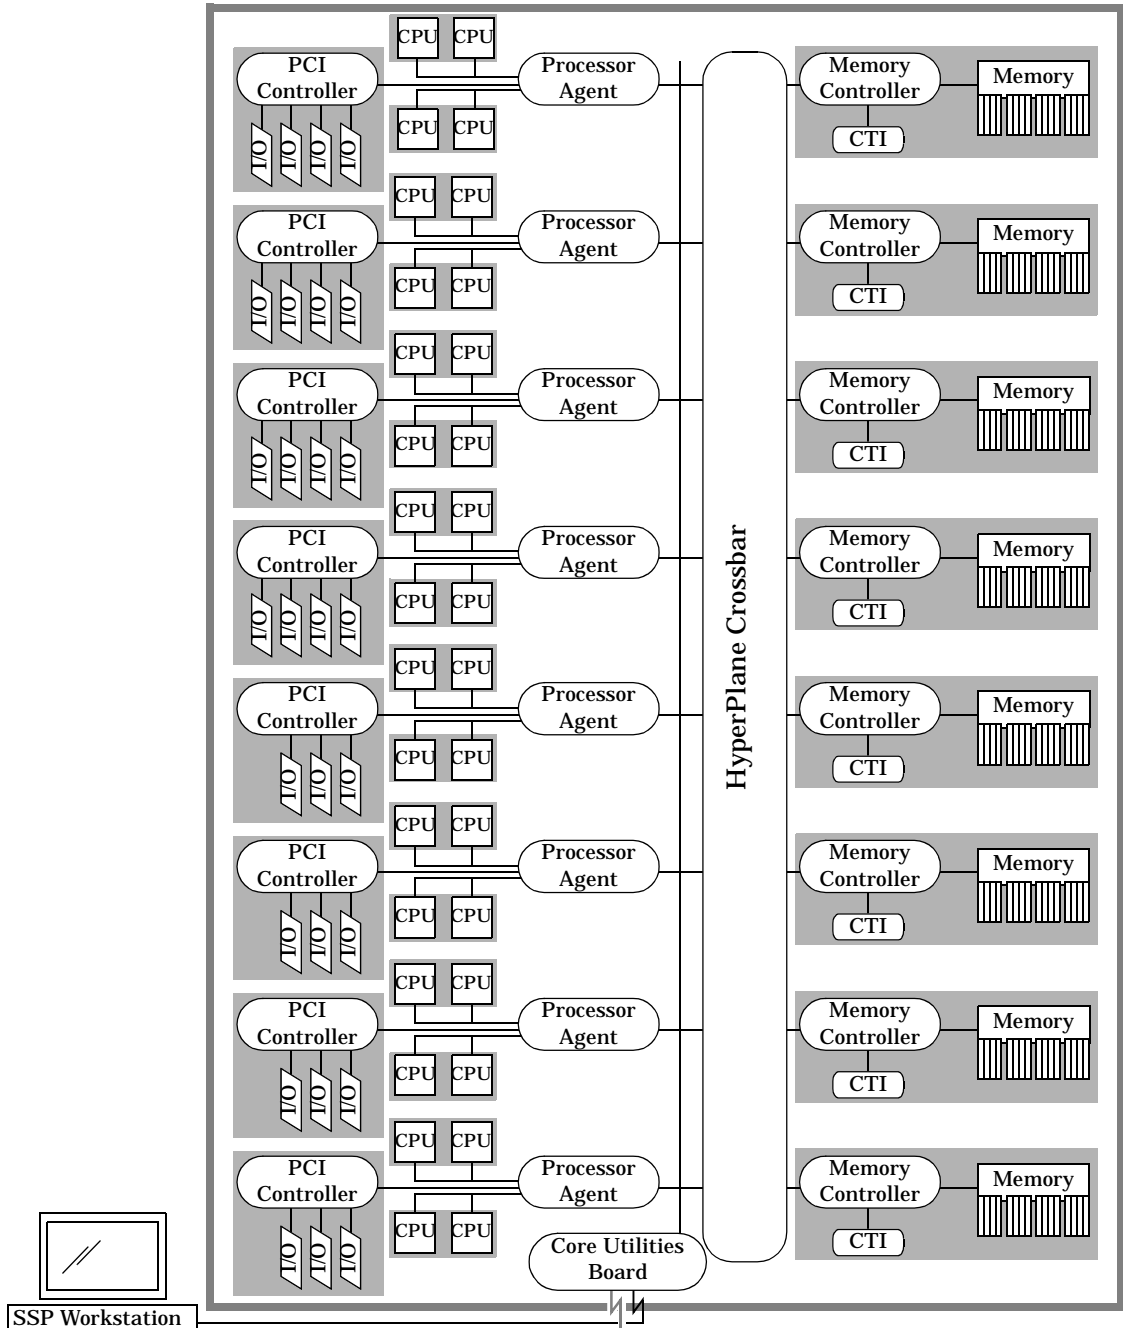 CPU CPU
PCI Controller
Processor Agent
Memory Controller
Memory
CPU CPU
CTI
I/O I/O I/O I/O
CPU CPU
PCI Controller
Processor Agent
Memory Controller
Memory
CPU CPU
CTI
I/O I/O I/O I/O
CPU CPU
PCI Controller
Processor Agent
Memory Controller
Memory
CPU CPU
CTI
I/O I/O I/O I/O
CPU CPU
PCI Controller
Processor Agent
Memory Controller
Memory
CPU CPU
CTI
I/O I/O I/O I/O
HyperPlane Crossbar
CPU CPU
PCI Controller
Processor Agent
Memory Controller
Memory
CPU CPU
CTI
I/O I/O I/O
CPU CPU
PCI Controller
Processor Agent
Memory Controller
Memory
CPU CPU
CTI
I/O I/O I/O
CPU CPU
PCI Controller
Processor Agent
Memory Controller
Memory
CPU CPU
CTI
I/O I/O I/O
CPU CPU
PCI Controller
Processor Agent
Memory Controller
Memory
CPU CPU
CTI
I/O I/O I/O
Core Utilities
Board
SSP Workstation